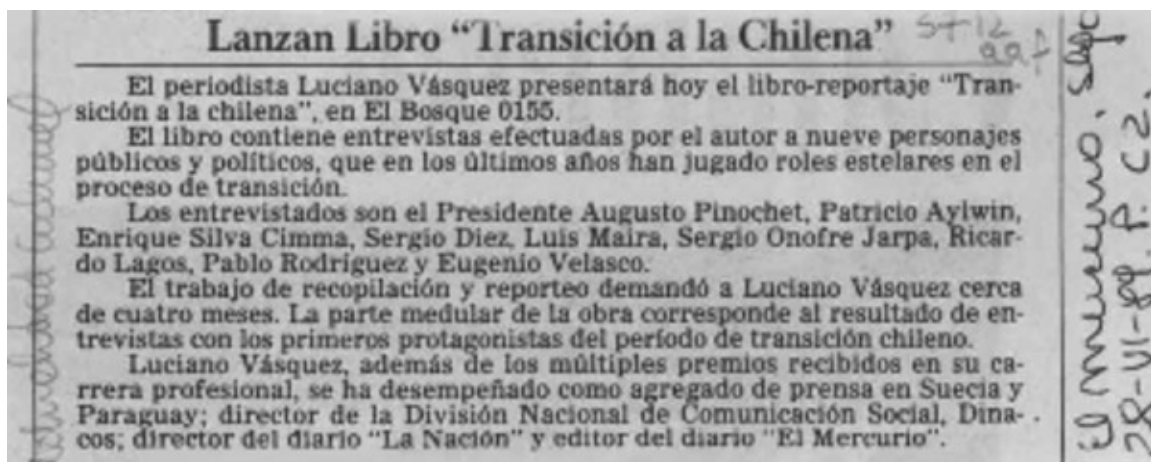 Lanzan Libro “Transición a la Chilena”
El periodista Luciano Vásquez presentará hoy el libro-reportaje “Tran-
sición a la chilena”, en El Bosque 0155.
El libro contiene entrevistas efectuadas por el autor a nueve personajes
públicos y políticos, que en los últimos años han jugado roles estelares en el
proceso de transición.
Los entrevistados son el Presidente Augusto Pinochet, Patricio Aylwin,
Enrique Silva Cimma, Sergio Diez, Luis Maira, Sergio Onofre Jarpa, Ricar-
do Lagos, Pablo Rodríguez y Eugenio Velasco.
El trabajo de recopilación y reporteo demandó a Luciano Vásquez cerca
de cuatro meses. La parte medular de la obra corresponde al resultado de en-
trevistas con los primeros protagonistas del período de transición chileno.
Luciano Vásquez, además de los múltiples premios recibidos en su ca-
rrera profesional, se ha desempeñado como agregado de prensa en Suecia y
Paraguay; director de la División Nacional de Comunicación Social, Dina-
cos; director del diario “La Nación” y editor del diario “El Mercurio”.
El Mercurio, Stgo
28-VI-89. P. C2.